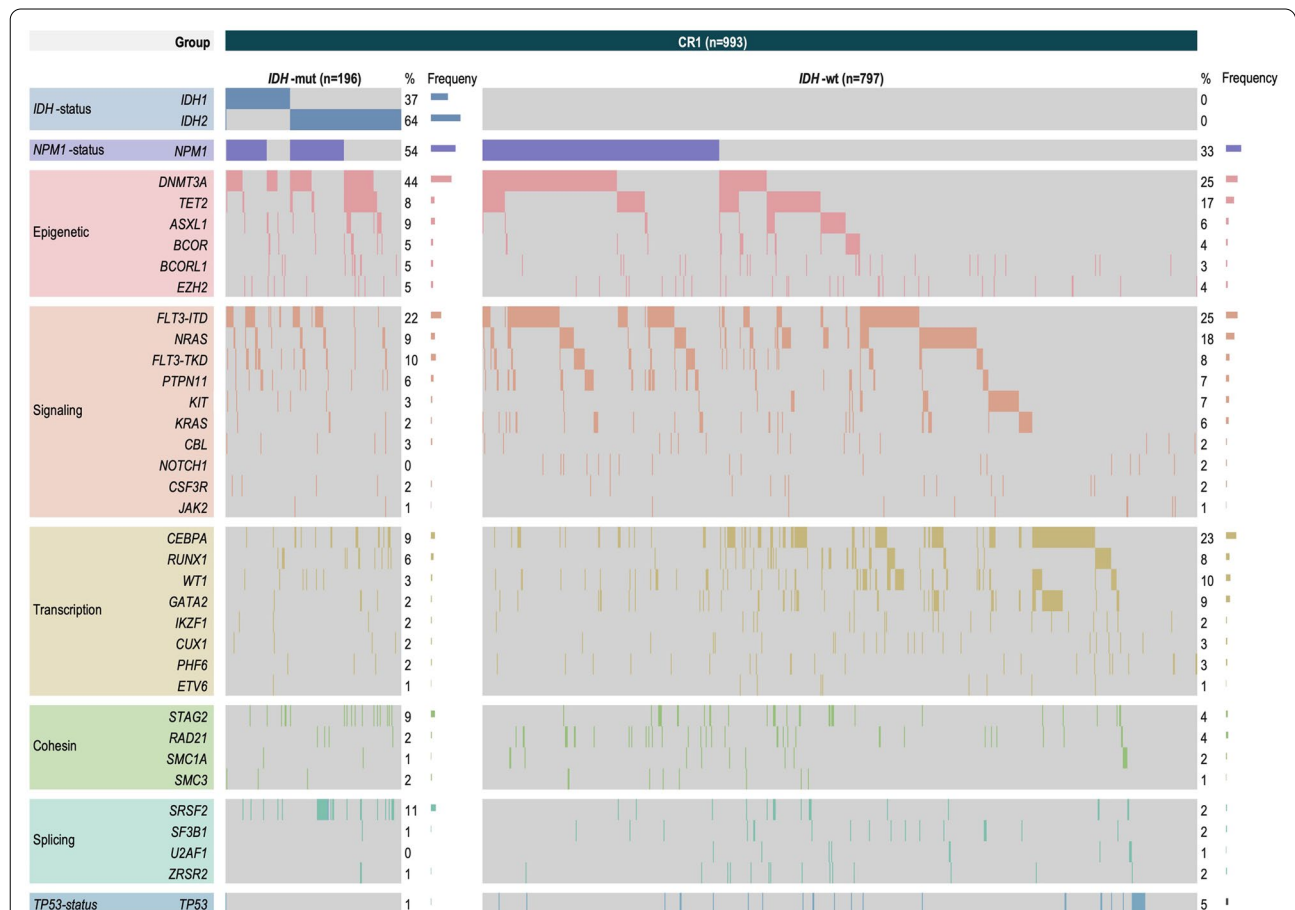 Group CR1 (n=993)
IDH-mut (n=196) % Frequeny IDH-wt (n=797) % Frequency
IDH-status
IDH1 37 0
IDH2 64 0
NPM1-status NPM1 54 33
Epigenetic
DNMT3A 44 25
TET2 8 17
ASXL1 9 6
BCOR 5 4
BCORL1 5 3
EZH2 5 4
Signaling
FLT3-ITD 22 25
NRAS 9 18
FLT3-TKD 10 8
PTPN11 6 7
KIT 3 7
KRAS 2 6
CBL 3 2
NOTCH1 0 2
CSF3R 2 2
JAK2 1 1
Transcription
CEBPA 9 23
RUNX1 6 8
WT1 3 10
GATA2 2 9
IKZF1 2 2
CUX1 2 3
PHF6 2 3
ETV6 1 1
Cohesin
STAG2 9 4
RAD21 2 4
SMC1A 1 2
SMC3 2 1
Splicing
SRSF2 11 2
SF3B1 1 2
U2AF1 0 1
ZRSR2 1 2
TP53-status TP53 1 5